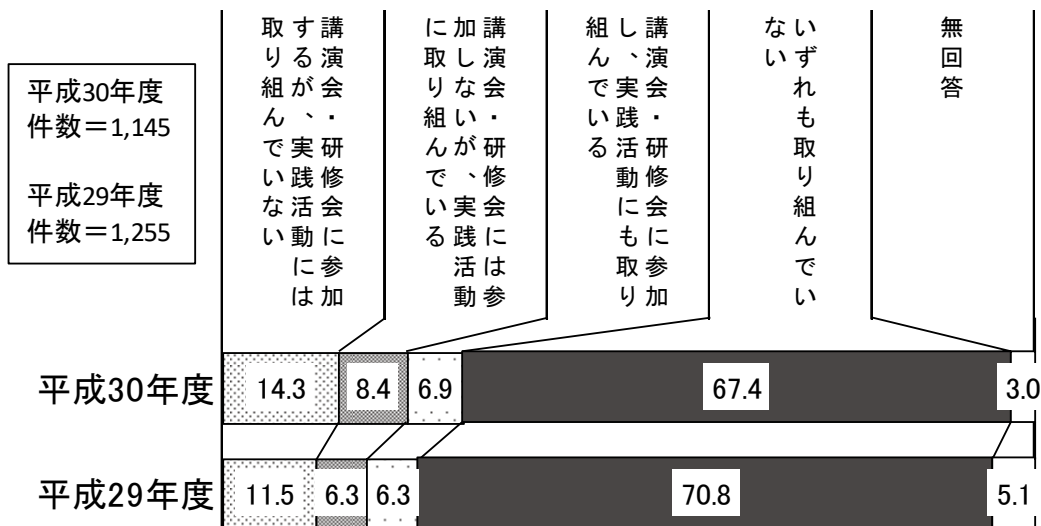 平成30年度
件数＝1,145
平成29年度
件数＝1,255
講演会・研修会に参加
するが、実践活動には
取り組んでいない
講演会・研修会には参
加しないが、実践活動
に取り組んでいる
講演会・研修会に参加
し、実践活動にも取り
組んでいる
いずれも取り組んでい
ない
無回答
平成30年度 14.3 8.4 6.9 67.4 3.0
平成29年度 11.5 6.3 6.3 70.8 5.1